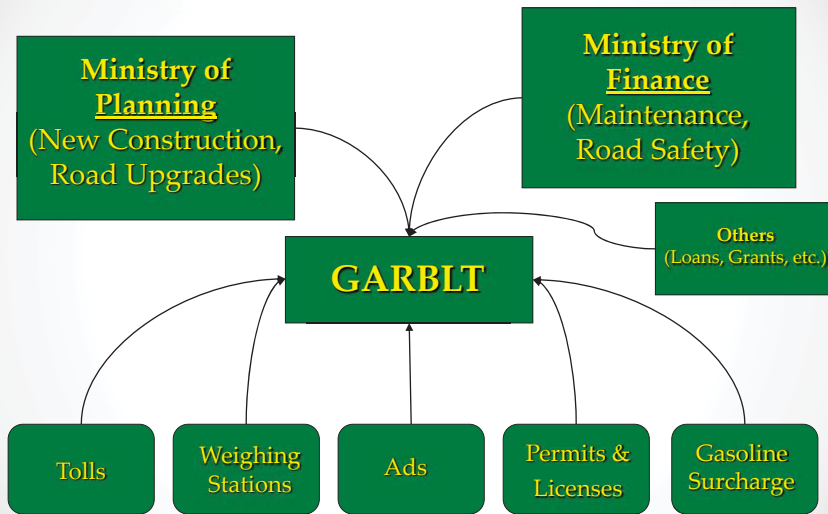 Ministry of
Planning
(New Construction,
Road Upgrades)
Ministry of
Finance
(Maintenance,
Road Safety)
Others
(Loans, Grants, etc.)
GARBLT
Tolls
Weighing
Stations
Ads
Permits &
Licenses
Gasoline
Surcharge